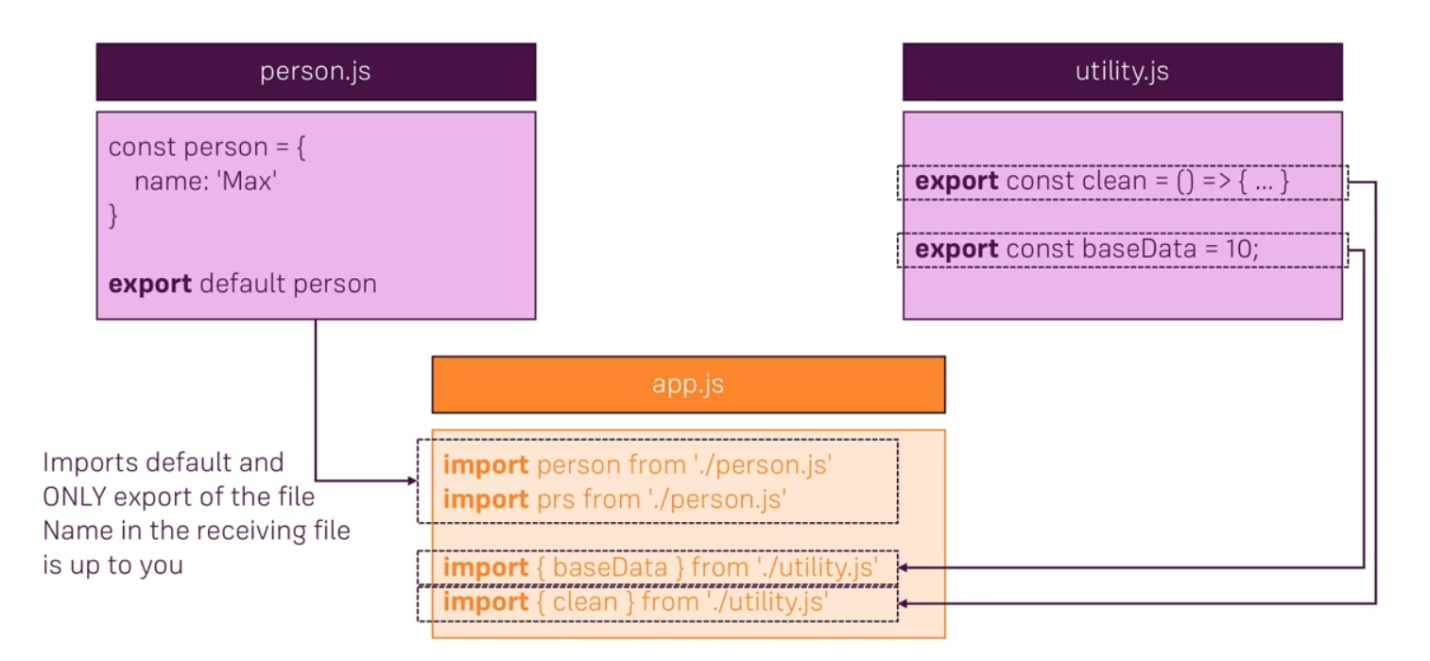 person.js
const person = {
name: 'Max'
}
export default person
utility.js
export const clean = () => { ... }
export const baseData = 10;
app.js
import person from './person.js'
import prs from './person.js'
import { baseData } from './utility.js'
import { clean } from './utility.js'
Imports default and
ONLY export of the file
Name in the receiving file
is up to you